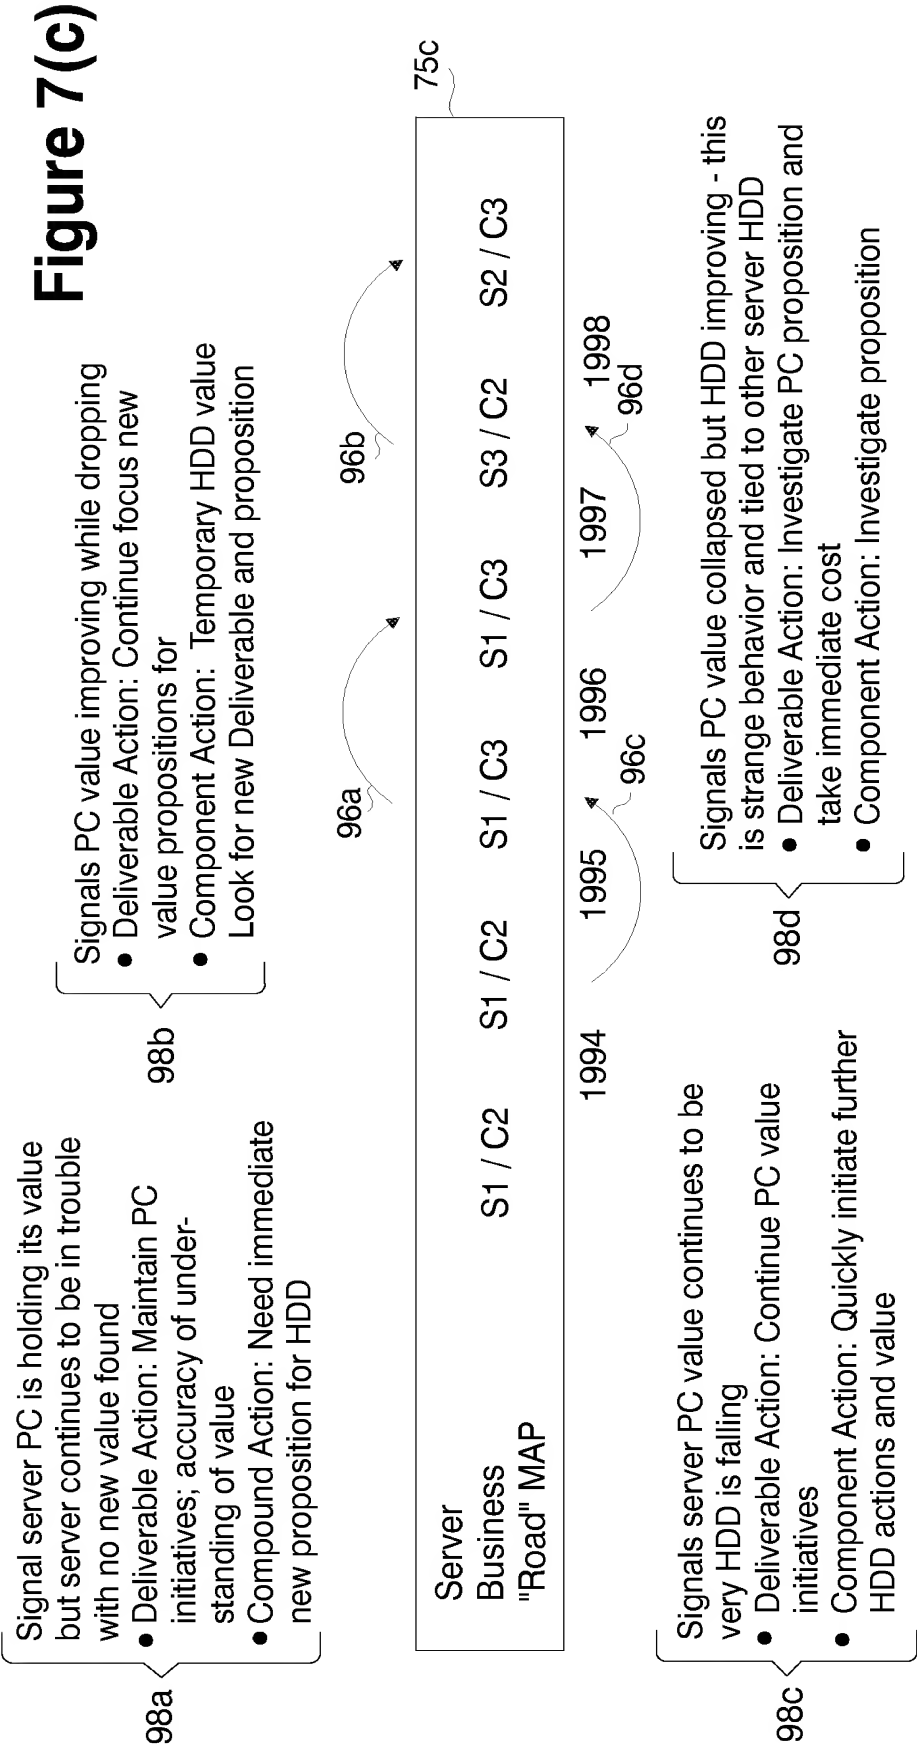 Figure 7(c)
98a
Signal server PC is holding its value
but server continues to be in trouble
with no new value found
● Deliverable Action: Maintain PC
initiatives; accuracy of under-
standing of value
● Compound Action: Need immediate
new proposition for HDD
98b
Signals PC value improving while dropping
● Deliverable Action: Continue focus new
value propositions for
● Component Action: Temporary HDD value
Look for new Deliverable and proposition
96a
96b
75c
Server
Business
"Road" MAP
S1 / C2
S1 / C2
S1 / C3
S1 / C3
S3 / C2
S2 / C3
1994
1995
1996
1997
1998
96c
96d
98c
Signals server PC value continues to be
very HDD is falling
● Deliverable Action: Continue PC value
initiatives
● Component Action: Quickly initiate further
HDD actions and value
98d
Signals PC value collapsed but HDD improving - this
is strange behavior and tied to other server HDD
● Deliverable Action: Investigate PC proposition and
take immediate cost
● Component Action: Investigate proposition